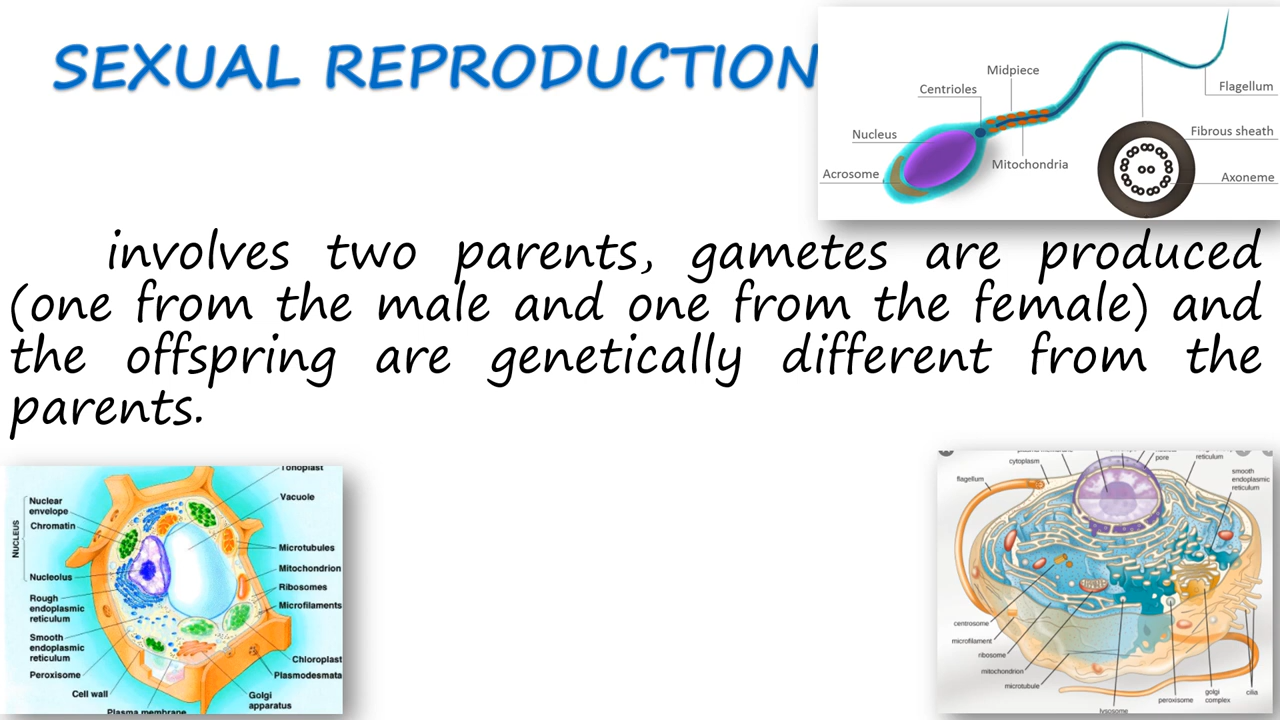 SEXUAL REPRODUCTION
Midpiece
Centrioles
Flagellum
Nucleus
Fibrous sheath
Mitochondria
Acrosome
Axoneme
involves two parents, gametes are produced
(one from the male and one from the female) and
the offspring are genetically different from the
parents.
Tonoplast
Nuclear
envelope
Vacuole
Chromatin
NUCLEUS
Microtubules
Mitochondrion
Nucleolus
Ribosomes
Rough
endoplasmic
reticulum
Microfilaments
Smooth
endoplasmic
reticulum
Chloroplast
Peroxisome
Plasmodesmata
Cell wall
Golgi
apparatus
Plasma membrane
pore
reticulum
cytoplasm
smooth
endoplasmic
reticulum
flagellum
centrosome
microfilament
ribosome
mitochondrion
microtubule
peroxisome
golgi
complex
cilia
lysosome